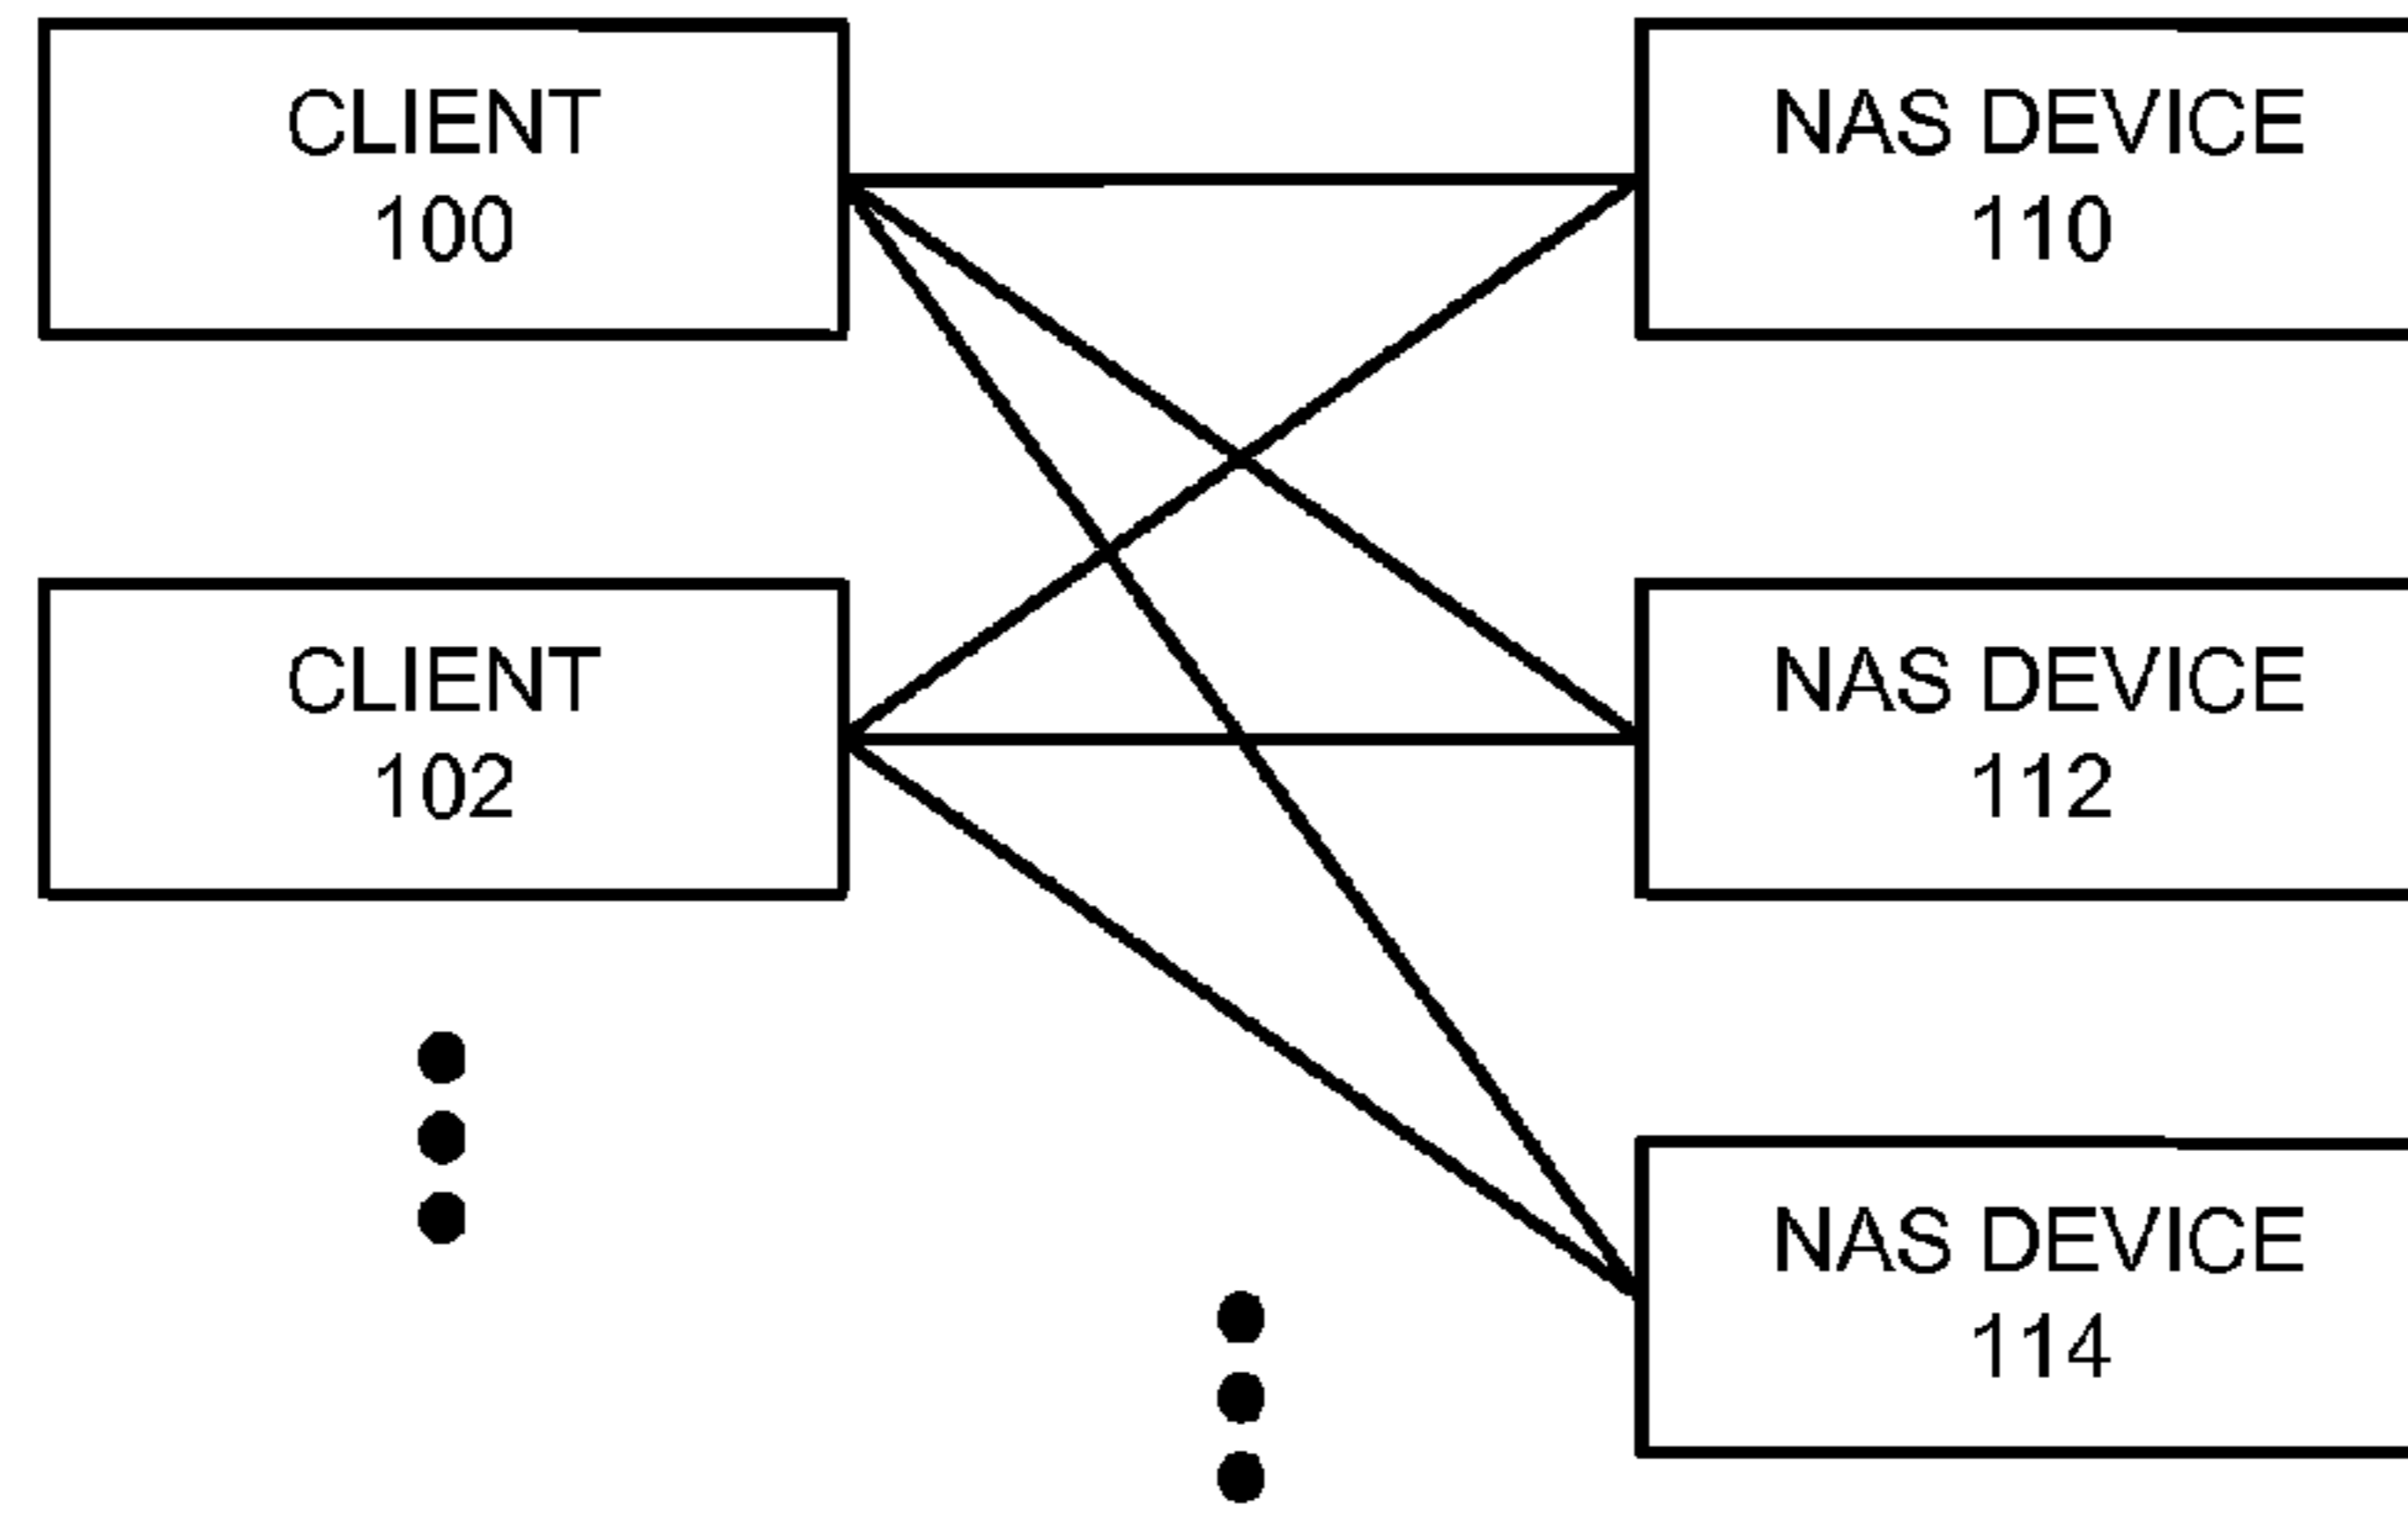 CLIENT
100
NAS DEVICE
110
CLIENT
102
NAS DEVICE
112
NAS DEVICE
114